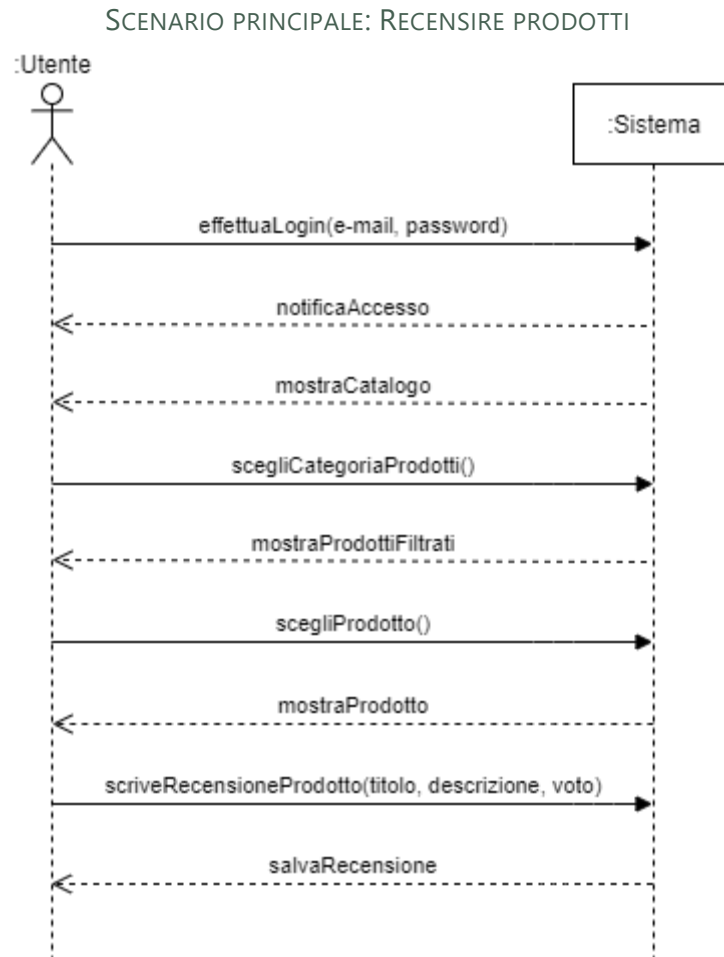 SCENARIO PRINCIPALE: RECENSIRE PRODOTTI
:Utente
:Sistema
effettuaLogin(e-mail, password)
notificaAccesso
mostraCatalogo
scegliCategoriaProdotti()
mostraProdottiFiltrati
scegliProdotto()
mostraProdotto
scriveRecensioneProdotto(titolo, descrizione, voto)
salvaRecensione